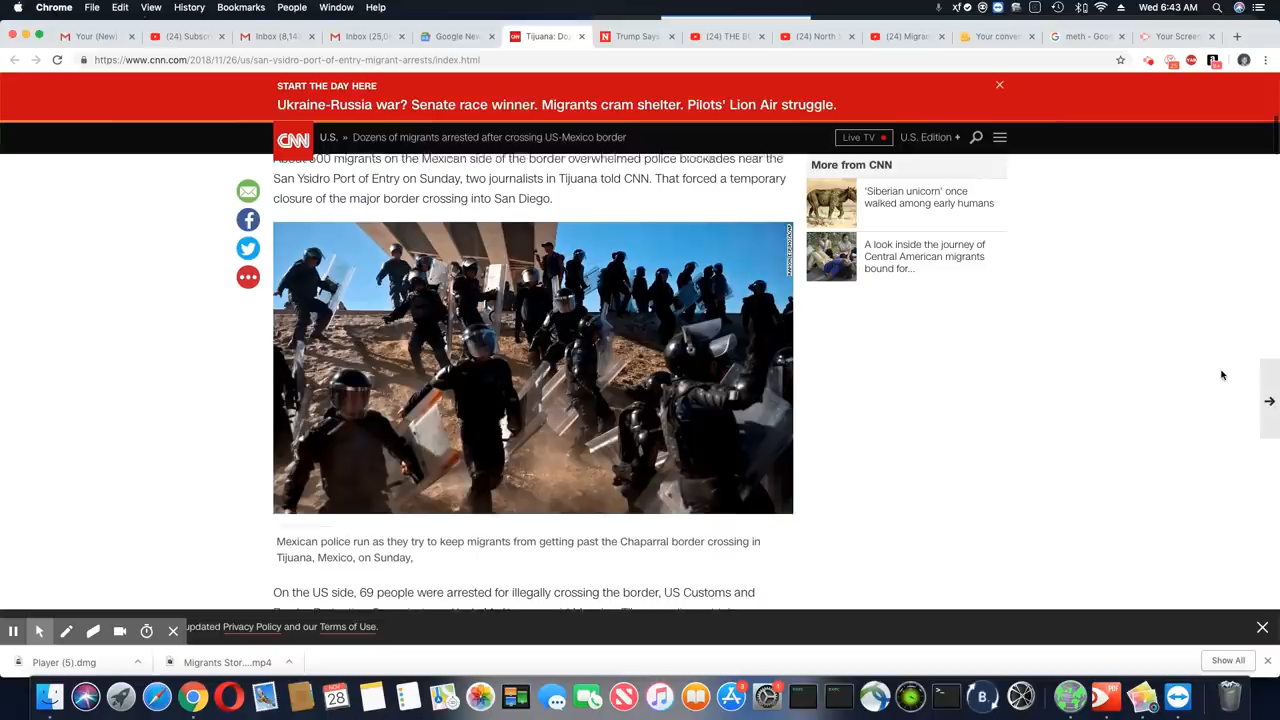 Chrome File Edit View History Bookmarks People Window Help
Wed 6:43 AM
Your (New)
(24) Subscr
Inbox (8,14
Inbox (25,0
Google New
Tijuana: Do
Trump Says
(24) THE BO
(24) North
(24) Migran
Your conver
meth - Goo
Your Screen
https://www.cnn.com/2018/11/26/us/san-ysidro-port-of-entry-migrant-arrests/index.html
START THE DAY HERE
Ukraine-Russia war? Senate race winner. Migrants cram shelter. Pilots' Lion Air struggle.
CNN
U.S. » Dozens of migrants arrested after crossing US-Mexico border
Live TV
U.S. Edition +
About 500 migrants on the Mexican side of the border overwhelmed police blockades near the
San Ysidro Port of Entry on Sunday, two journalists in Tijuana told CNN. That forced a temporary
closure of the major border crossing into San Diego.
More from CNN
'Siberian unicorn' once
walked among early humans
A look inside the journey of
Central American migrants
bound for...
Mexican police run as they try to keep migrants from getting past the Chaparral border crossing in
Tijuana, Mexico, on Sunday,
On the US side, 69 people were arrested for illegally crossing the border, US Customs and
updated Privacy Policy and our Terms of Use.
Player (5).dmg
Migrants Stor....mp4
Show All
NOV
28
3
1
PDF